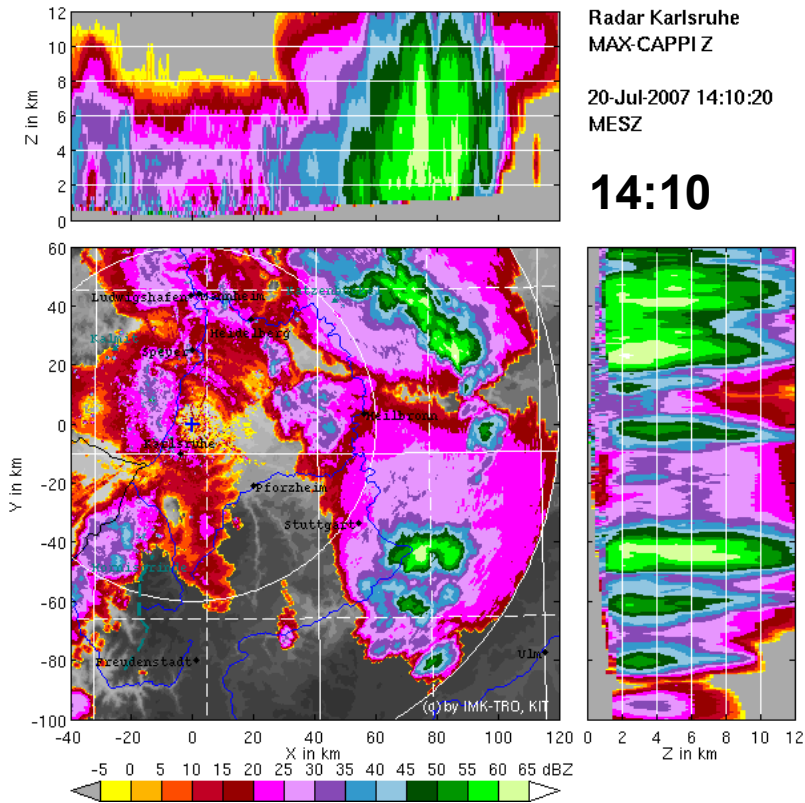 Radar Karlsruhe
MAX-CAPPI Z
20-Jul-2007 14:10:20
MESZ
14:10
12
10
8
6
4
2
0
Z in km
60
40
20
0
-20
-40
-60
-80
-100
Y in km
Ludwigshafen
Mannheim
Heidelberg
Kalmit
Speyer
Heilbronn
Karlsruhe
Pforzheim
Stuttgart
Freudenstadt
Ulm
(c) by IMK-TRO, KIT
-40 -20 0 20 40 60 80 100 120
X in km
0 2 4 6 8 10 12
Z in km
-5 0 5 10 15 20 25 30 35 40 45 50 55 60 65 dBZ